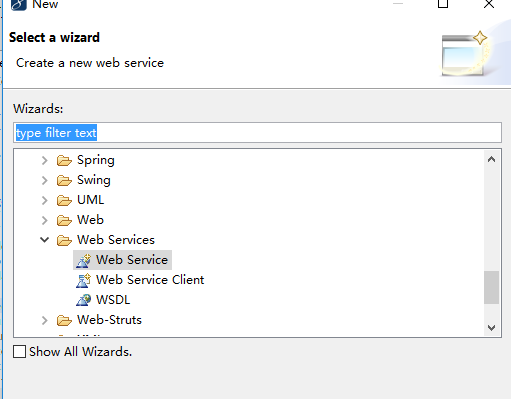 New
Select a wizard
Create a new web service
Wizards:
type filter text
Spring
Swing
UML
Web
Web Services
Web Service
Web Service Client
WSDL
Web-Struts
Show All Wizards.